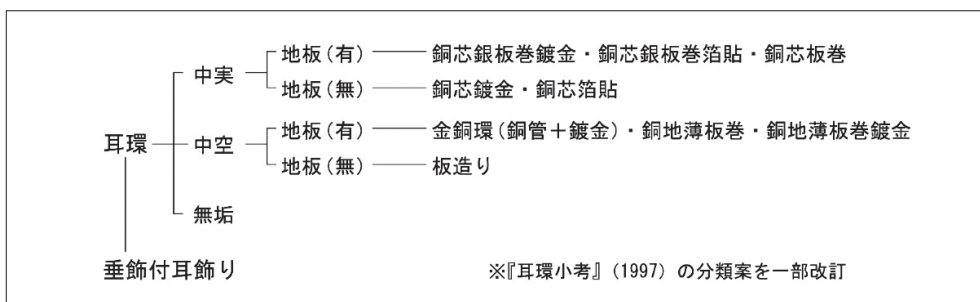 地板(有) 銅芯銀板巻鍍金・銅芯銀板巻箔貼・銅芯板巻
中実
地板(無) 銅芯鍍金・銅芯箔貼
地板(有) 金銅環(銅管+鍍金)・銅地薄板巻・銅地薄板巻鍍金
耳環 中空
地板(無) 板造り
無垢
垂飾付耳飾り
※『耳環小考』(1997)の分類案を一部改訂